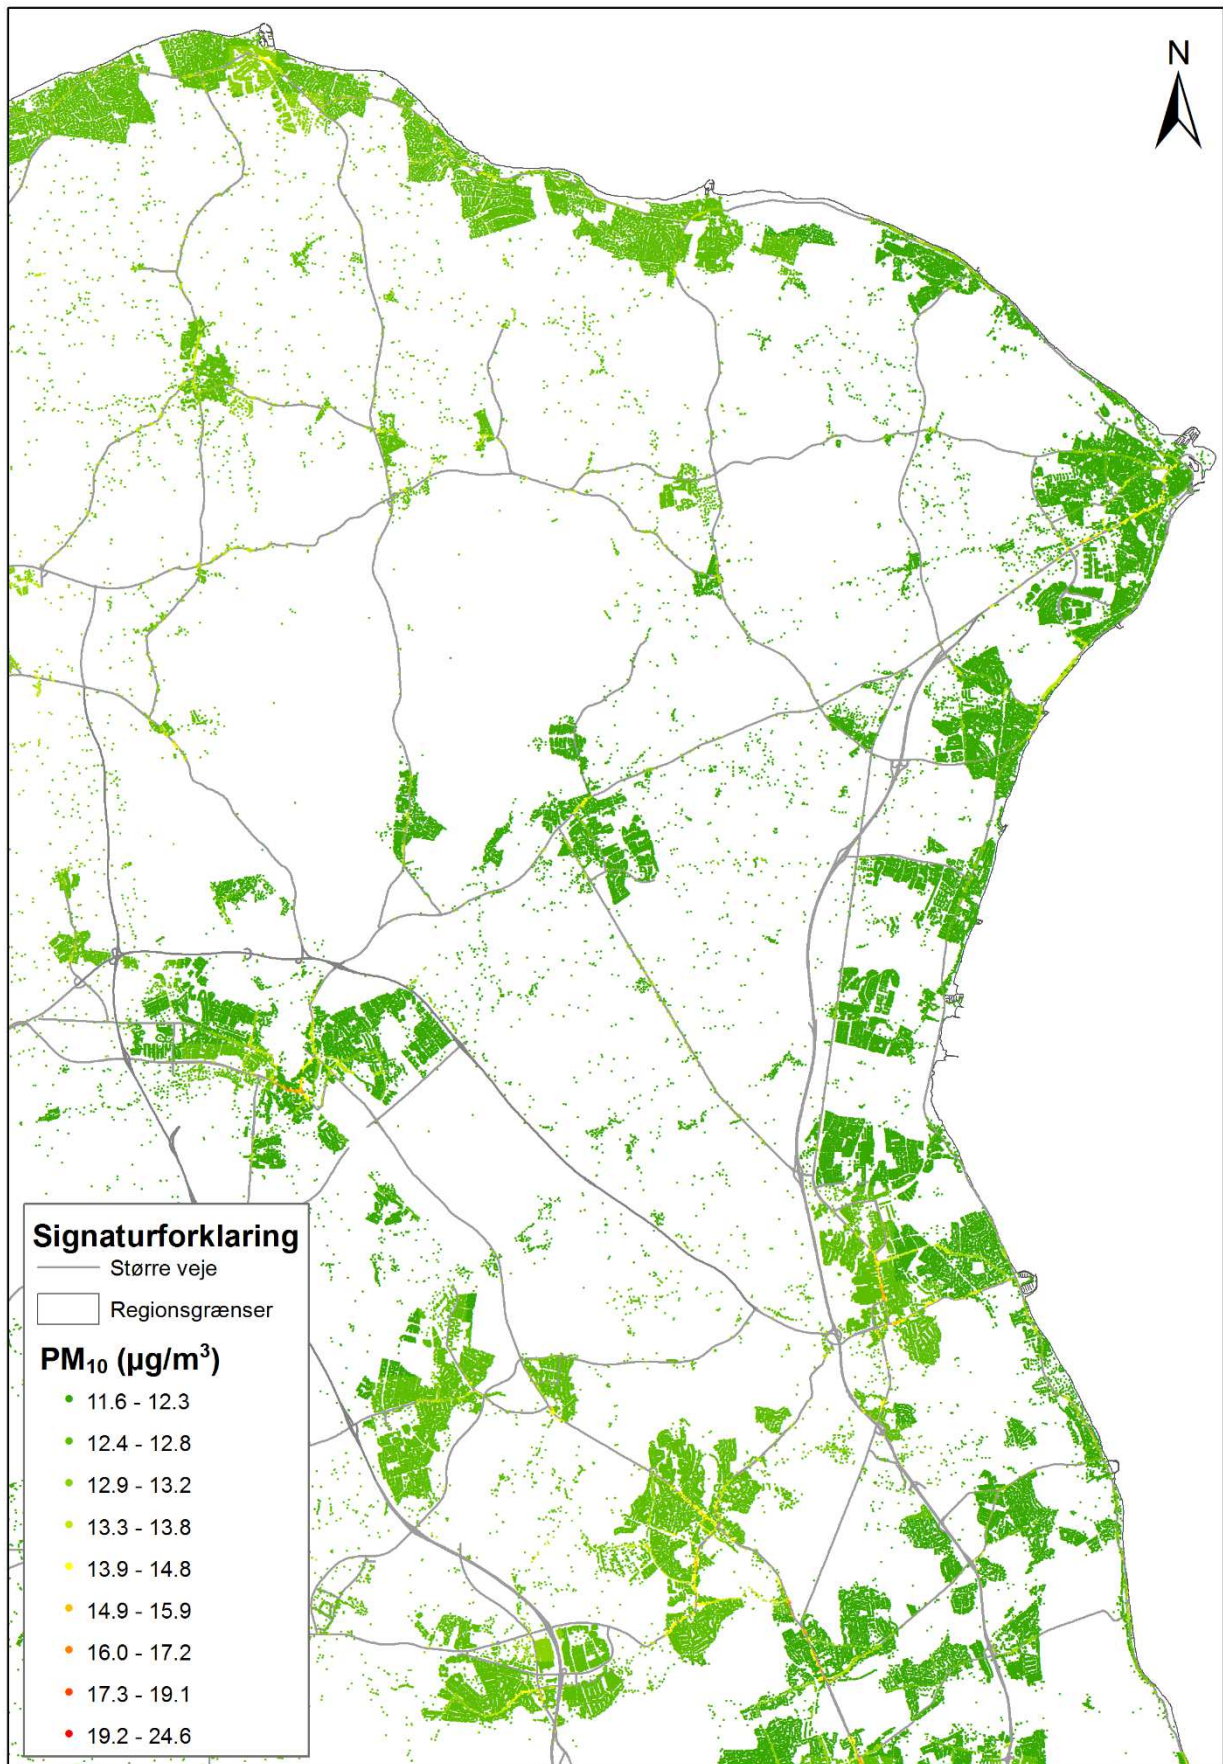 N
Signaturforklaring
Større veje
Regionsgrænser
PM10 (µg/m³)
11.6 - 12.3
12.4 - 12.8
12.9 - 13.2
13.3 - 13.8
13.9 - 14.8
14.9 - 15.9
16.0 - 17.2
17.3 - 19.1
19.2 - 24.6